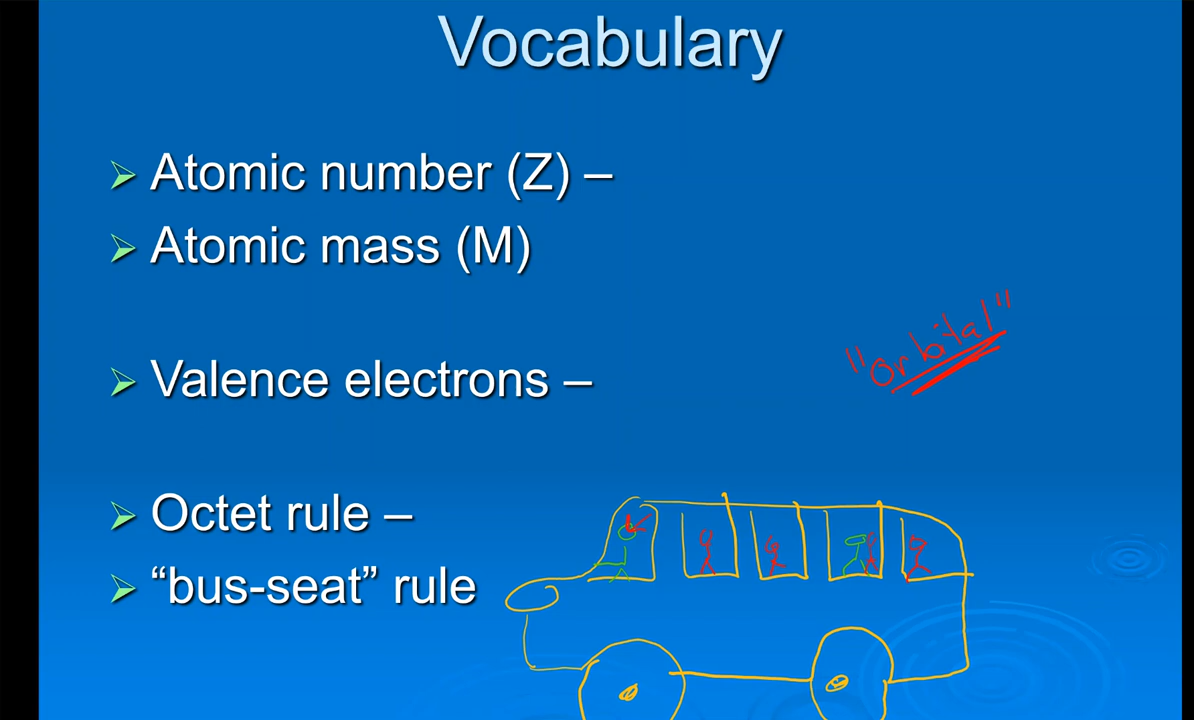 Vocabulary
➢ Atomic number (Z) –
➢ Atomic mass (M)
"Orbital"
➢ Valence electrons –
➢ Octet rule –
➢ “bus-seat” rule